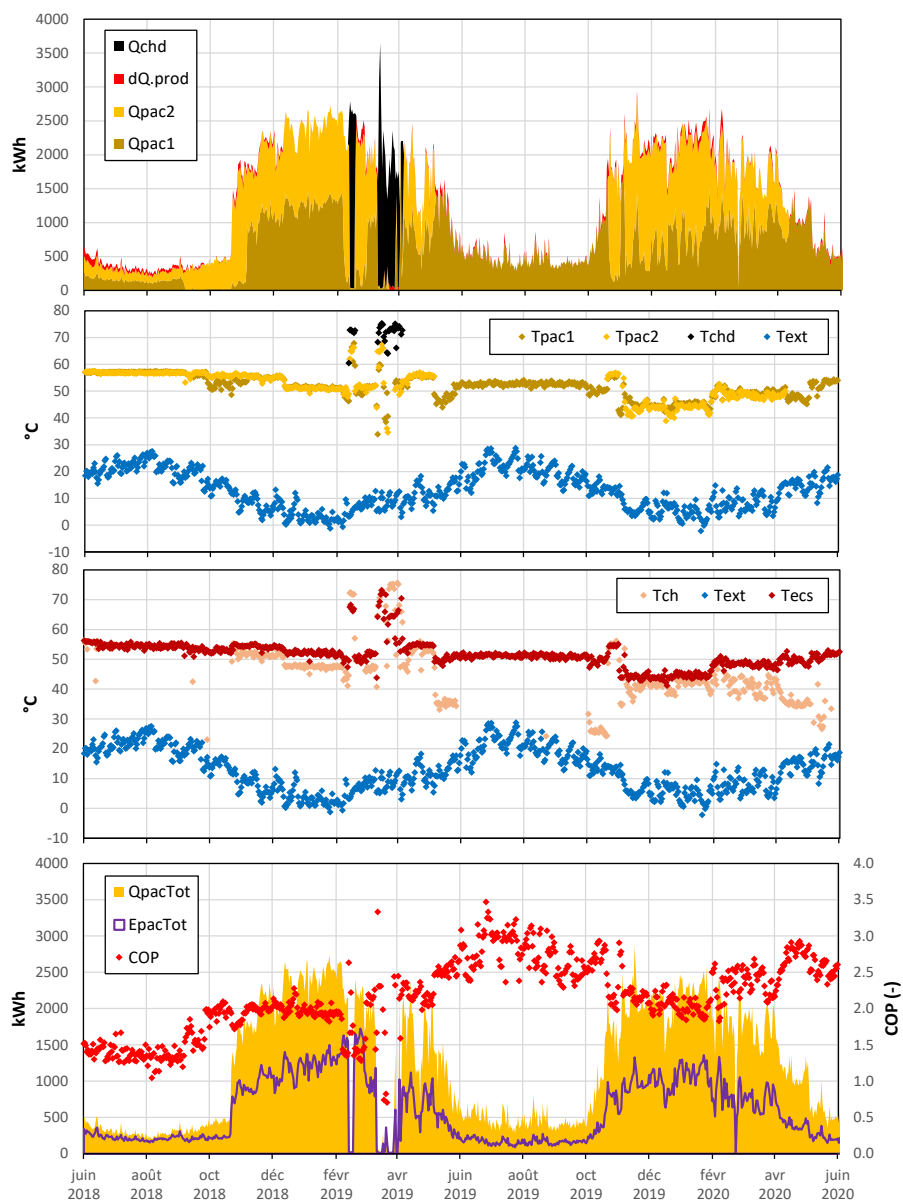 4000
3500
3000
2500
2000
1500
1000
500
0
kWh
Qchd
dQ.prod
Qpac2
Qpac1
80
70
60
50
40
30
20
10
0
-10
°C
Tpac1 Tpac2 Tchd Text
80
70
60
50
40
30
20
10
0
-10
°C
Tch Text Tecs
4000
3500
3000
2500
2000
1500
1000
500
0
kWh
QpacTot
EpacTot
COP
4.0
3.5
3.0
2.5
2.0
1.5
1.0
0.5
0.0
COP (-)
juin août oct déc févr avr juin août oct déc févr avr juin
2018 2018 2018 2018 2019 2019 2019 2019 2019 2019 2020 2020 2020